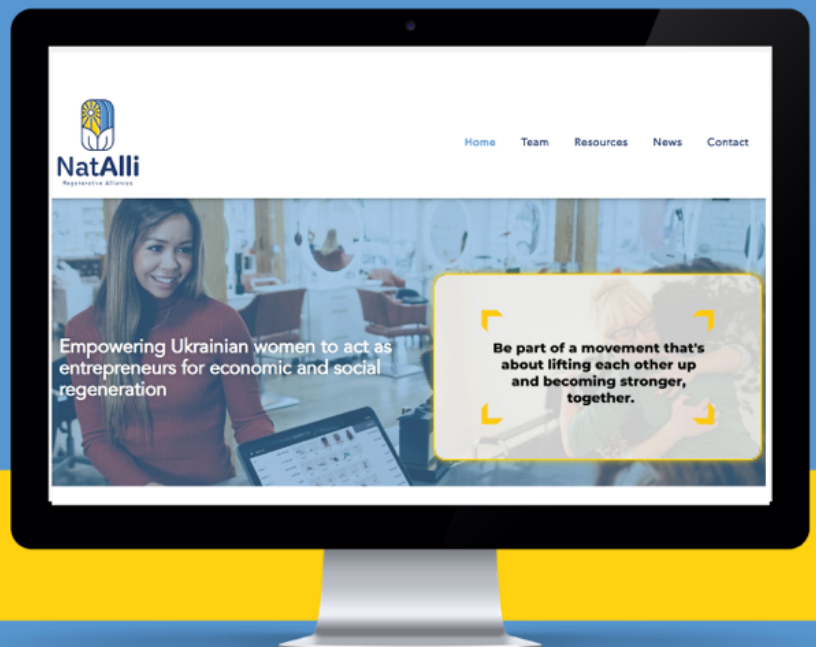 NatAlli
Regenerative Alliances
Home Team Resources News Contact
Empowering Ukrainian women to act as
entrepreneurs for economic and social
regeneration
Be part of a movement that's
about lifting each other up
and becoming stronger,
together.